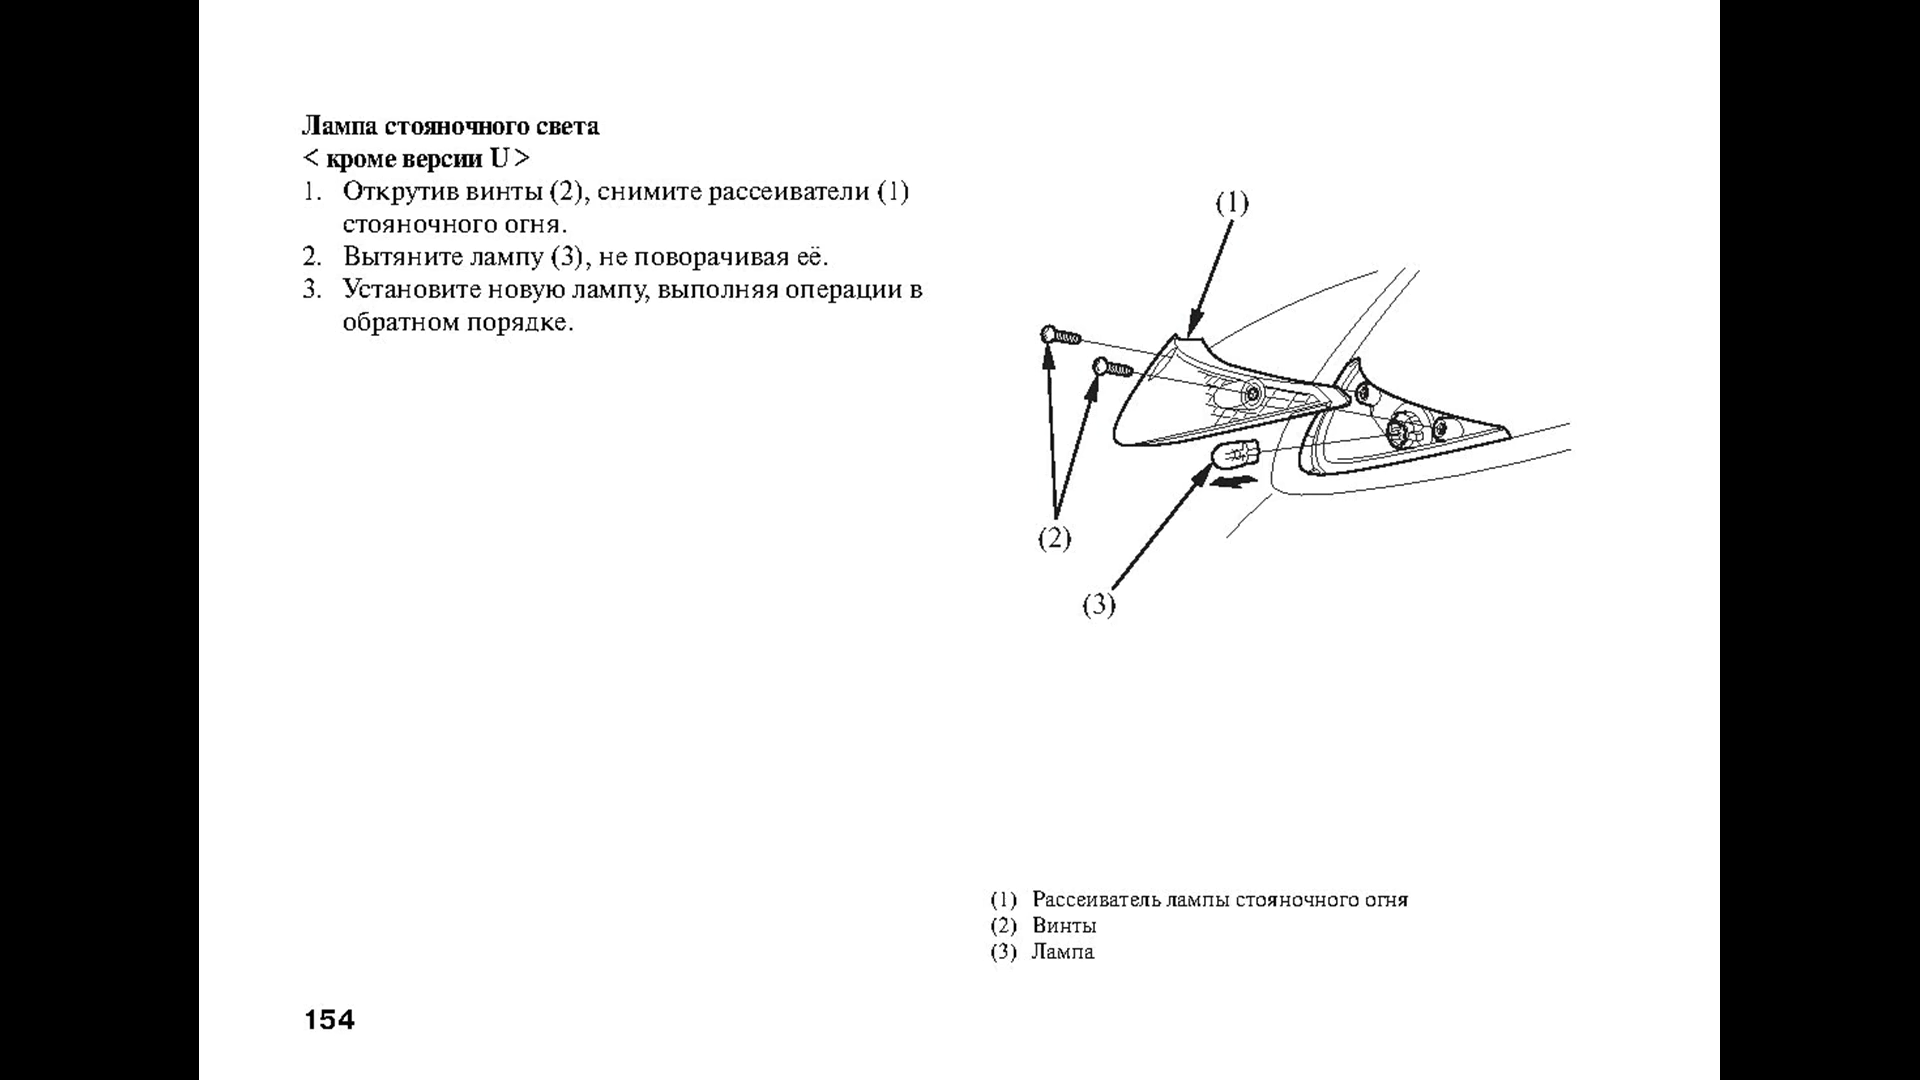 Лампа стояночного света
< кроме версии U >
1. Открутив винты (2), снимите рассеиватели (1)
стояночного огня.
2. Вытяните лампу (3), не поворачивая её.
3. Установите новую лампу, выполняя операции в
обратном порядке.
(1)
(2)
(3)
(1) Рассеиватель лампы стояночного огня
(2) Винты
(3) Лампа
154